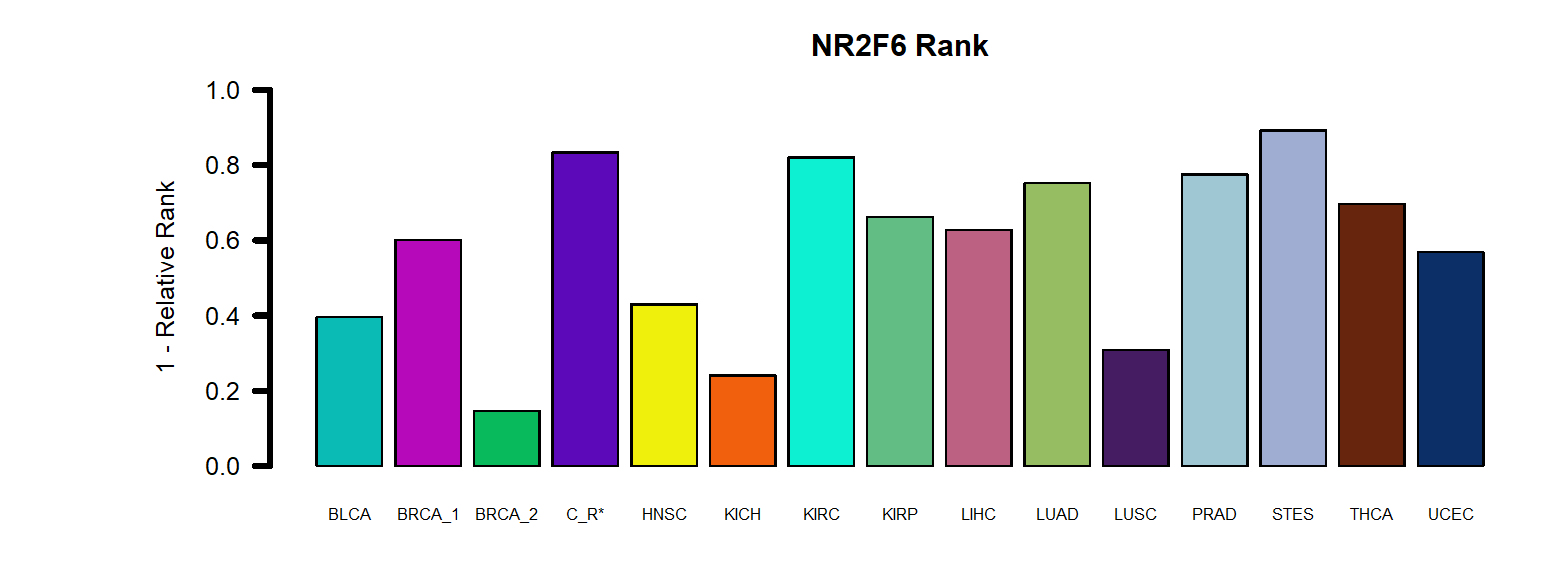 NR2F6 Rank
1 - Relative Rank
1.0
0.8
0.6
0.4
0.2
0.0
BLCA BRCA_1 BRCA_2 C_R* HNSC KICH KIRC KIRP LIHC LUAD LUSC PRAD STES THCA UCEC